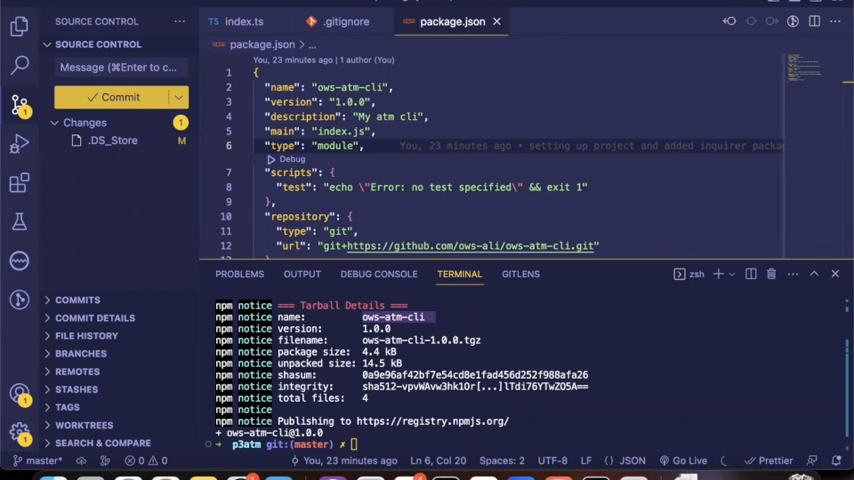 SOURCE CONTROL
SOURCE CONTROL
Message (⌘Enter to c...
Commit
Changes
1
.DS_Store
M
COMMITS
COMMIT DETAILS
FILE HISTORY
BRANCHES
REMOTES
STASHES
TAGS
WORKTREES
SEARCH & COMPARE
1
1
1
TS index.ts
.gitignore
package.json
package.json > ...
You, 23 minutes ago | 1 author (You)
1 {
2 "name": "ows-atm-cli",
3 "version": "1.0.0",
4 "description": "My atm cli",
5 "main": "index.js",
6 "type": "module", You, 23 minutes ago • setting up project and added inquirer packag
Debug
7 "scripts": {
8 "test": "echo \"Error: no test specified\" && exit 1"
9 },
10 "repository": {
11 "type": "git",
12 "url": "git+https://github.com/ows-ali/ows-atm-cli.git"
PROBLEMS OUTPUT DEBUG CONSOLE TERMINAL GITLENS
zsh
npm notice === Tarball Details ===
npm notice name: ows-atm-cli
npm notice version: 1.0.0
npm notice filename: ows-atm-cli-1.0.0.tgz
npm notice package size: 4.4 kB
npm notice unpacked size: 14.5 kB
npm notice shasum: 0a9e96af42bf7e54cd8e1fad456d252f988afa26
npm notice integrity: sha512-vpvWAvw3hk1Or[...]lTdi76YTwZO5A==
npm notice total files: 4
npm notice
npm notice Publishing to https://registry.npmjs.org/
+ ows-atm-cli@1.0.0
→ p3atm git:(master) ✗
master* 0 0 You, 23 minutes ago Ln 6, Col 20 Spaces: 2 UTF-8 LF {} JSON Go Live Prettier